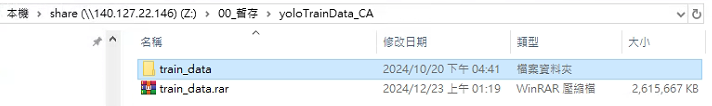 本機 › share (\\140.127.22.146) (Z:) › 00_暫存 › yoloTrainData_CA
名稱 修改日期 類型 大小
train_data 2024/10/20 下午 04:41 檔案資料夾
train_data.rar 2024/12/23 上午 01:19 WinRAR 壓縮檔 2,615,667 KB